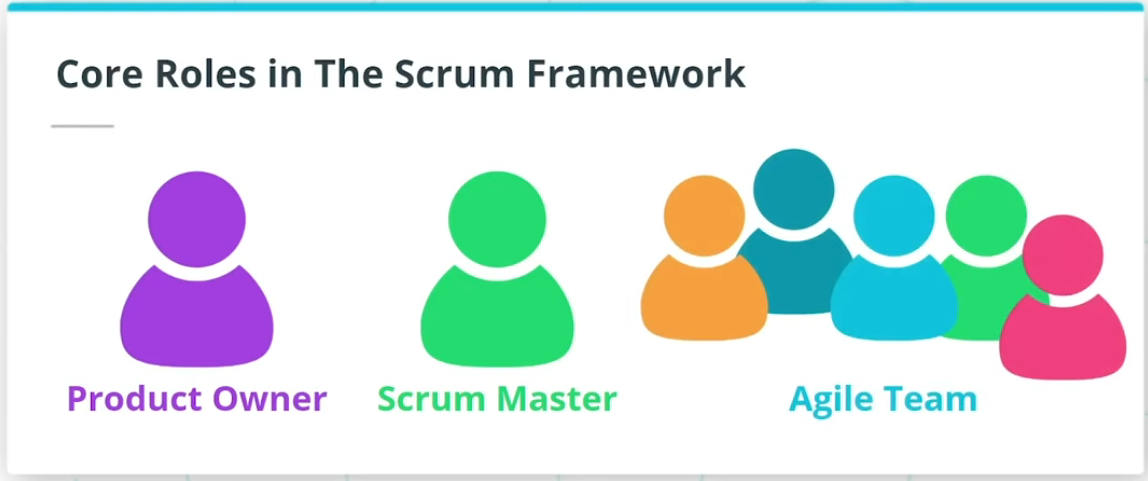 Core Roles in The Scrum Framework
Product Owner
Scrum Master
Agile Team